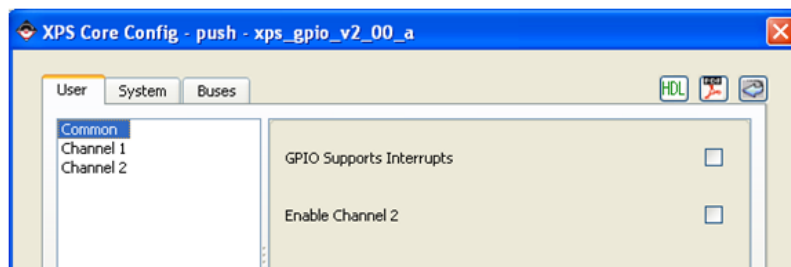 XPS Core Config - push - xps_gpio_v2_00_a
User System Buses HDL
Common
Channel 1
Channel 2
GPIO Supports Interrupts
Enable Channel 2